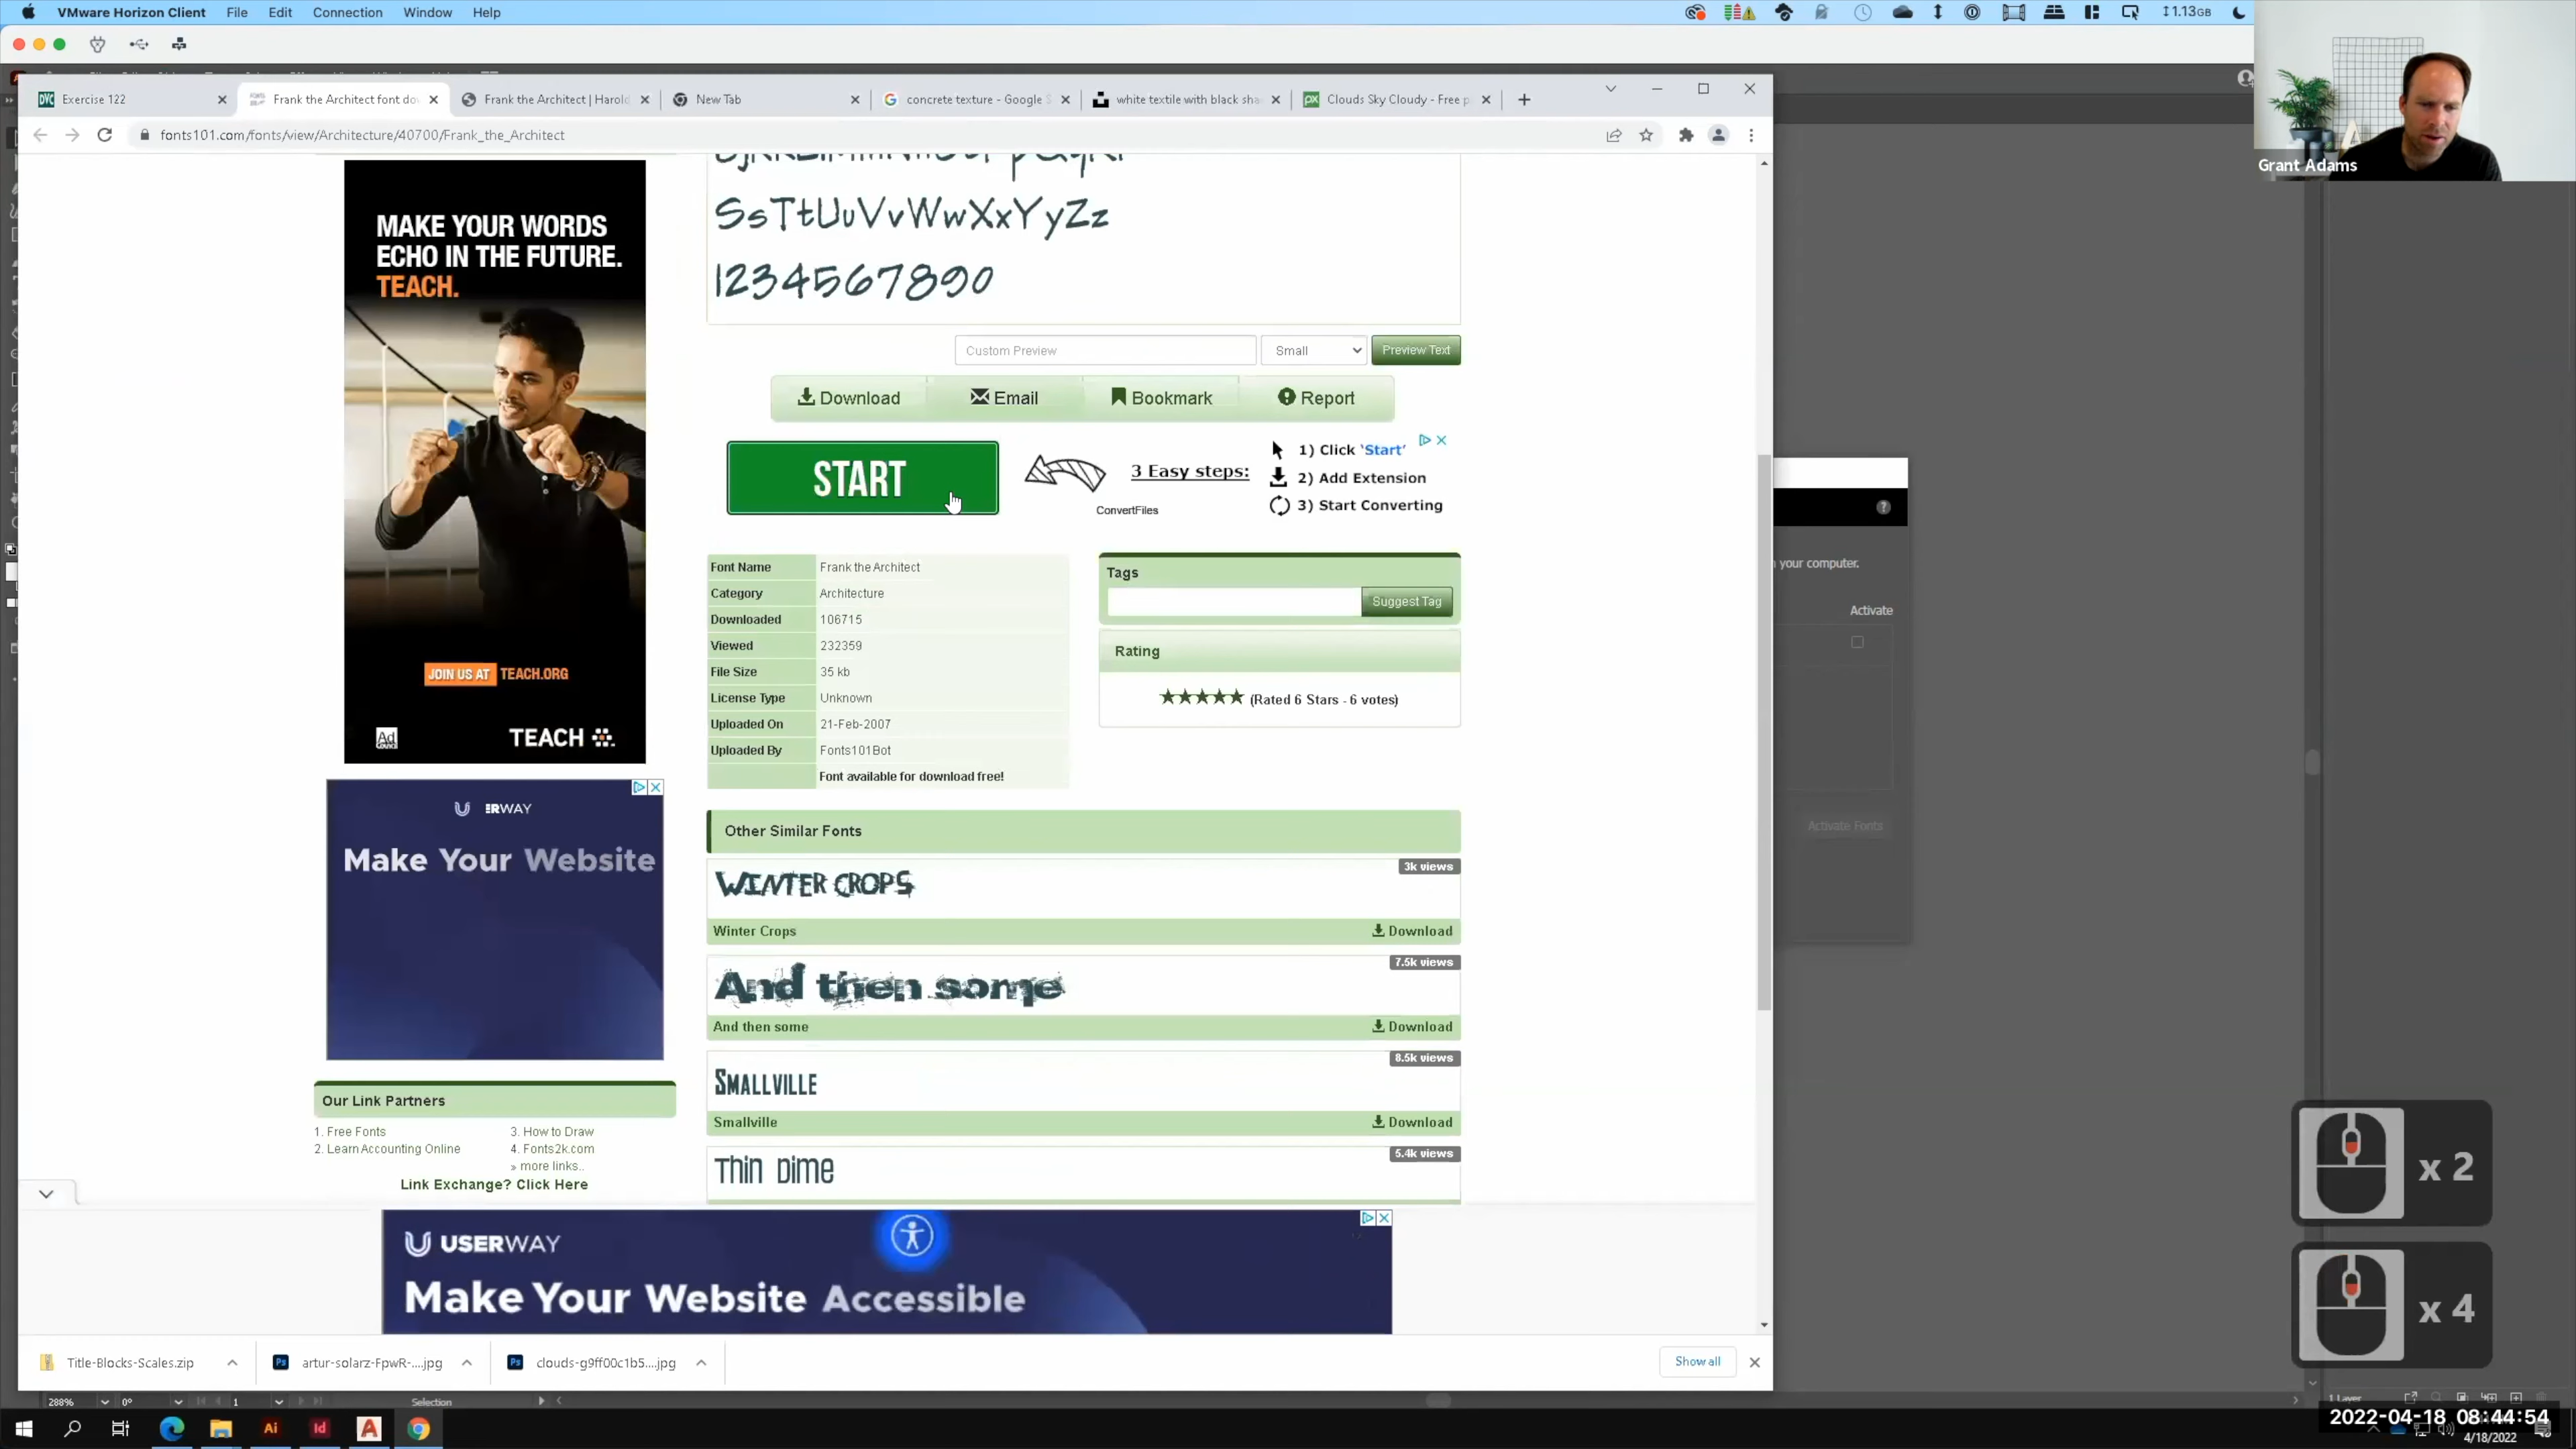 VMware Horizon Client File Edit Connection Window Help
1.13GB
Grant Adams
Exercise 122
Frank the Architect font do
Frank the Architect | Harol
New Tab
concrete texture - Google S
white textile with black sha
Clouds Sky Cloudy - Free p
fonts101.com/fonts/view/Architecture/40700/Frank_the_Architect
MAKE YOUR WORDS
ECHO IN THE FUTURE.
TEACH.
JOIN US AT TEACH.ORG
Ad Council
TEACH
SsTtUuVvWwXxYyZz
1234567890
Custom Preview
Small
Preview Text
Download
Email
Bookmark
Report
START
3 Easy steps:
ConvertFiles
1) Click 'Start'
2) Add Extension
3) Start Converting
Font Name Frank the Architect
Category Architecture
Downloaded 106715
Viewed 232359
File Size 35 kb
License Type Unknown
Uploaded On 21-Feb-2007
Uploaded By Fonts101Bot
Font available for download free!
Tags
Suggest Tag
Rating
(Rated 6 Stars - 6 votes)
your computer.
Activate
Activate Fonts
ERWAY
Make Your Website
Other Similar Fonts
3k views
WINTER CROPS
Winter Crops Download
7.5k views
And then some
And then some Download
8.5k views
SMALLVILLE
Smallville Download
5.4k views
Thin Dime
Our Link Partners
1. Free Fonts 3. How to Draw
2. Learn Accounting Online 4. Fonts2k.com
» more links..
Link Exchange? Click Here
USERWAY
Make Your Website Accessible
x 2
x 4
Title-Blocks-Scales.zip
artur-solarz-FpwR-....jpg
clouds-g9ff00c1b5....jpg
Show all
288% 0° 1 Selection
1 Layer
Ai Id A
2022-04-18 08:44:54
4/18/2022